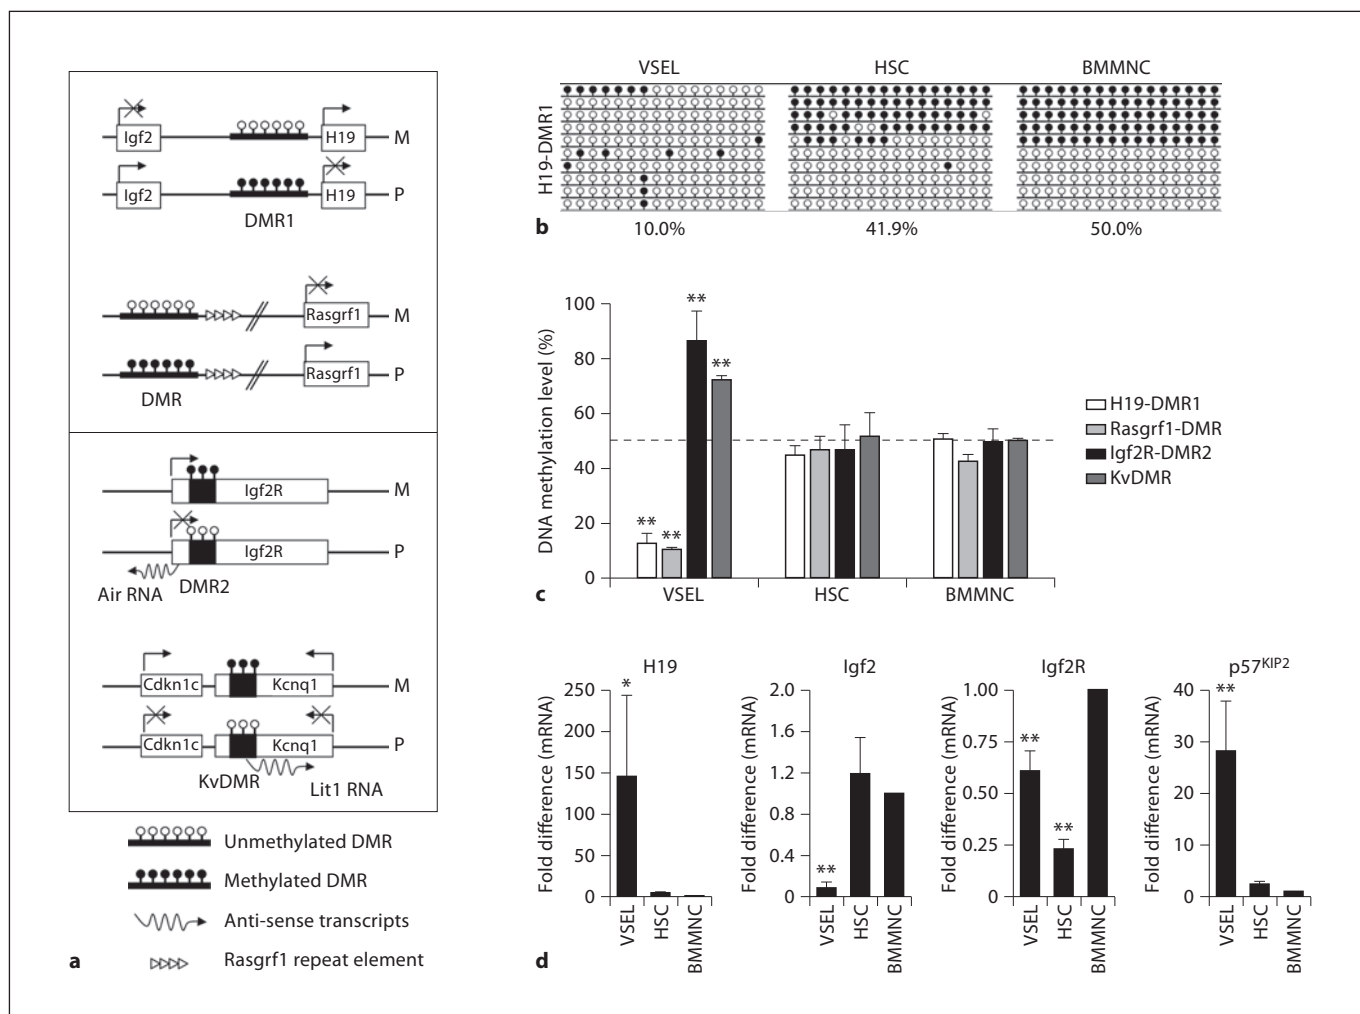 Igf2
H19
M
Igf2
H19
P
DMR1
Rasgrf1
M
Rasgrf1
P
DMR
Igf2R
M
Igf2R
P
Air RNA
DMR2
Cdkn1c
Kcnq1
M
Cdkn1c
Kcnq1
P
KvDMR
Lit1 RNA
Unmethylated DMR
Methylated DMR
Anti-sense transcripts
Rasgrf1 repeat element
a
VSEL HSC BMMNC
H19-DMR1
b 10.0% 41.9% 50.0%
DNA methylation level (%)
100
80
60
40
20
0
** ** ** **
VSEL HSC BMMNC
H19-DMR1
Rasgrf1-DMR
Igf2R-DMR2
KvDMR
c
H19
Fold difference (mRNA)
250
200
150
100
50
0
*
VSEL
HSC
BMMNC
Igf2
Fold difference (mRNA)
2.0
1.6
1.2
0.8
0.4
0
**
VSEL
HSC
BMMNC
Igf2R
Fold difference (mRNA)
1.00
0.75
0.50
0.25
0
**
**
VSEL
HSC
BMMNC
p57KIP2
Fold difference (mRNA)
40
30
20
10
0
**
VSEL
HSC
BMMNC
d